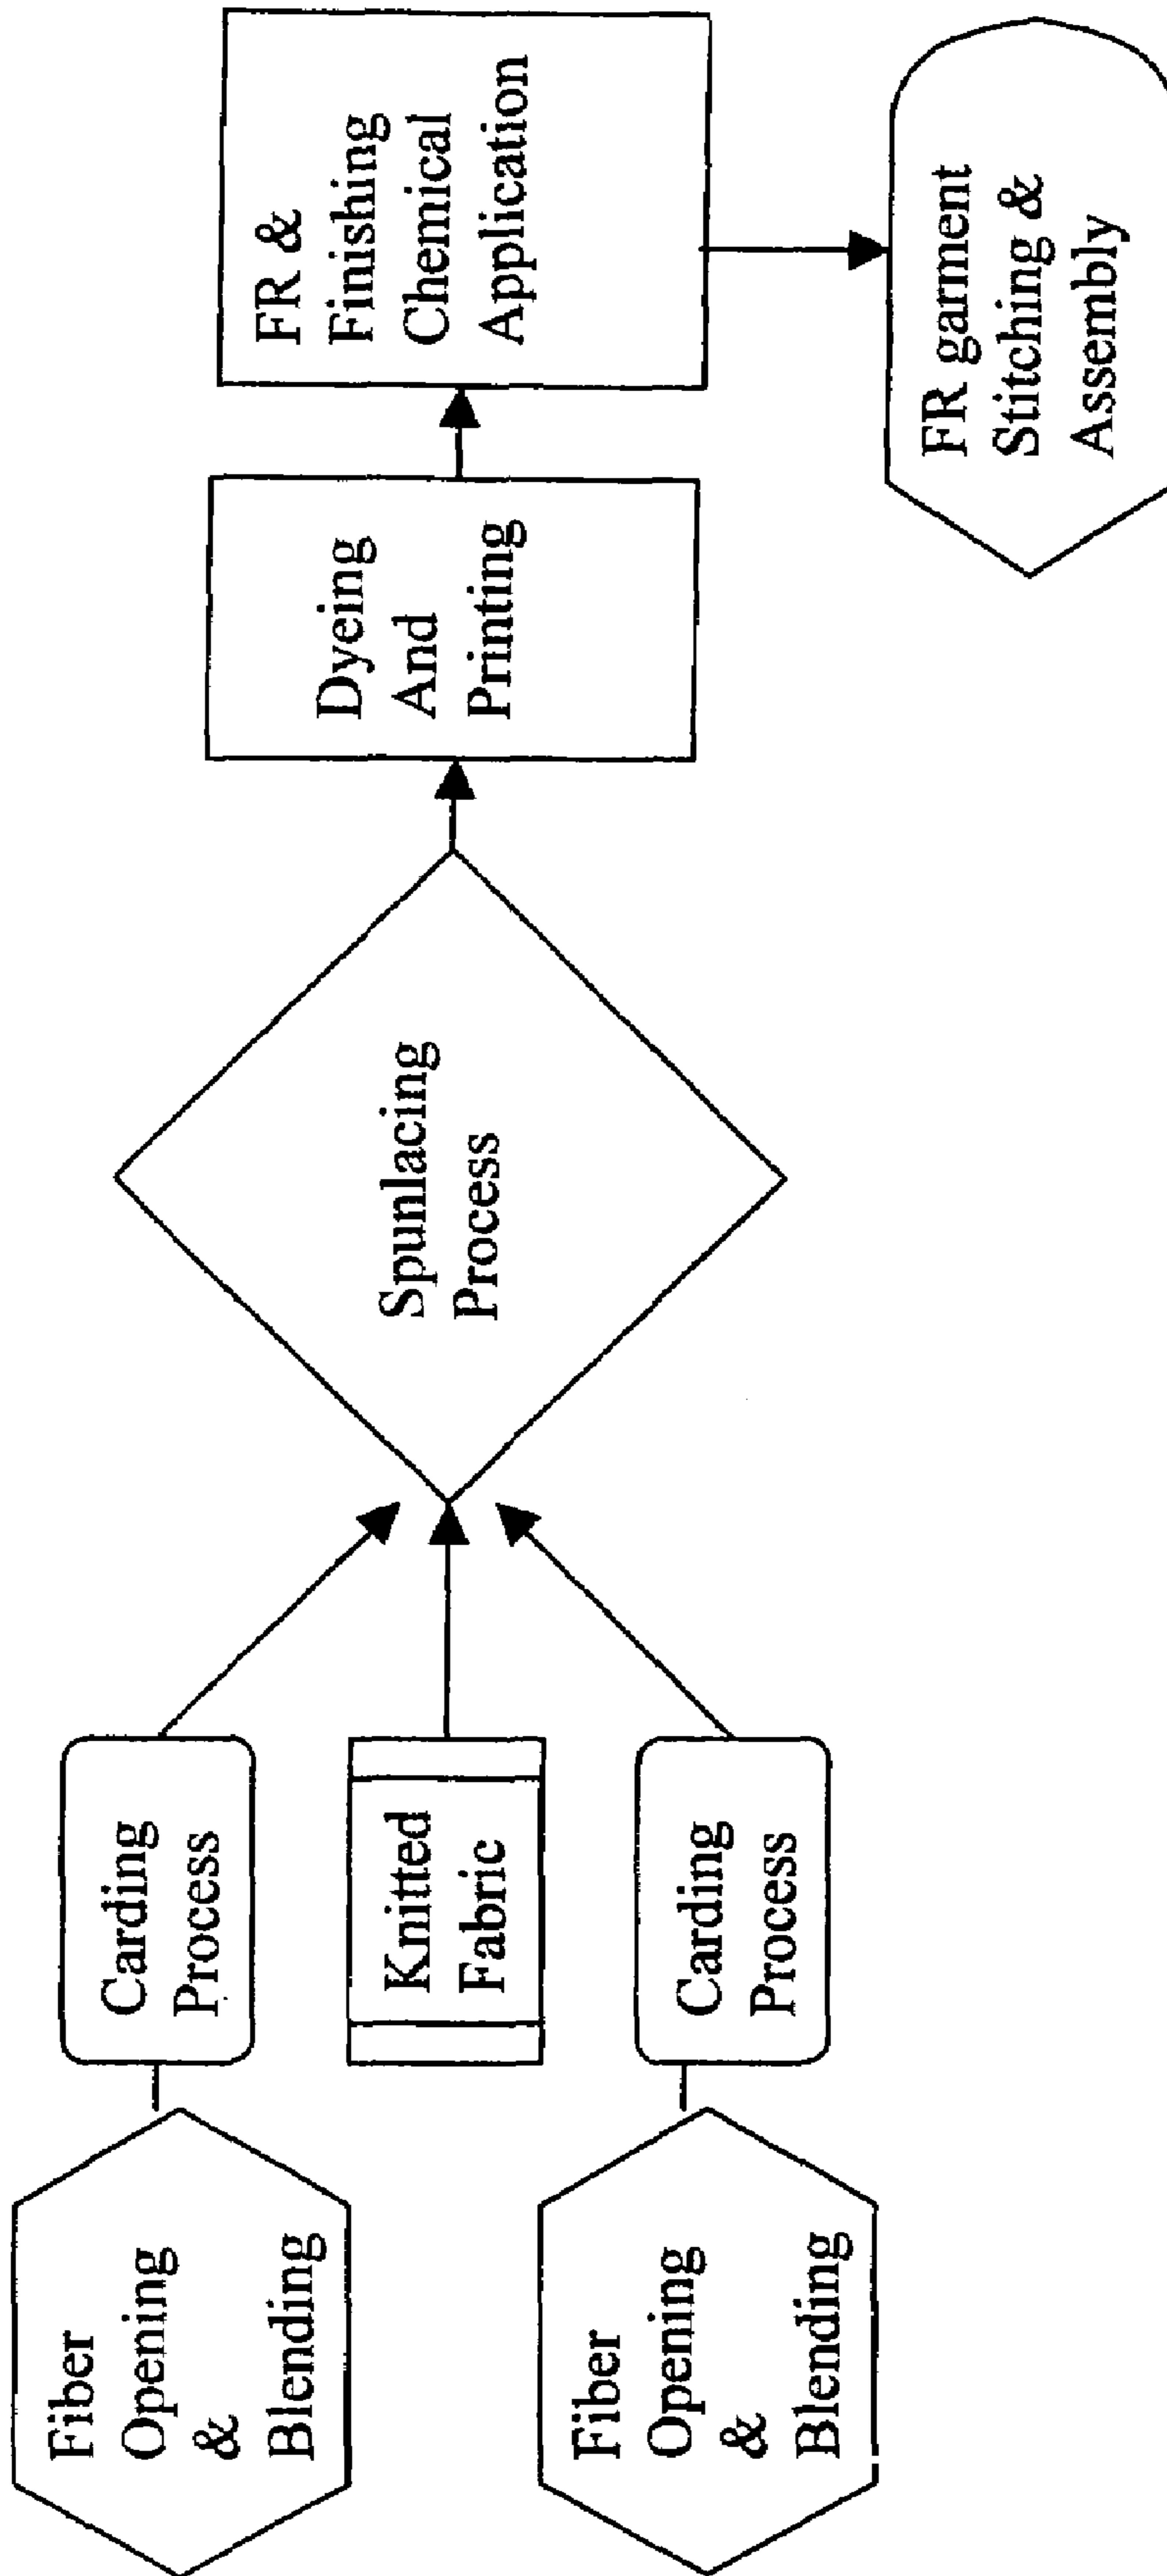 Fiber
Opening
&
Blending
Carding
Process
Knitted
Fabric
Fiber
Opening
&
Blending
Carding
Process
Spunlacing
Process
Dyeing
And
Printing
FR &
Finishing
Chemical
Application
FR garment
Stitching &
Assembly